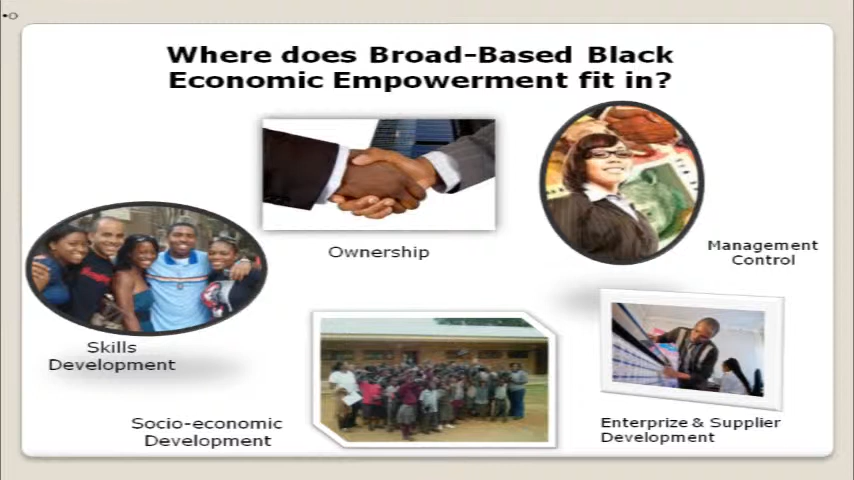 Where does Broad-Based Black
Economic Empowerment fit in?
Ownership
Management
Control
Skills
Development
Socio-economic
Development
Enterprize & Supplier
Development